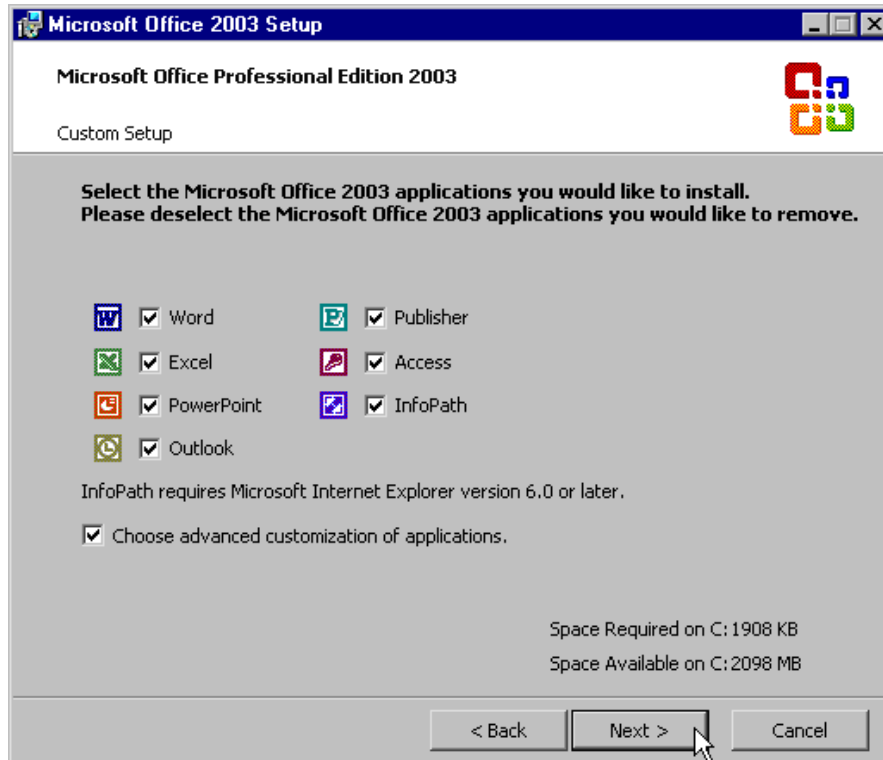 Microsoft Office 2003 Setup
Microsoft Office Professional Edition 2003
Custom Setup
Select the Microsoft Office 2003 applications you would like to install.
Please deselect the Microsoft Office 2003 applications you would like to remove.
Word Publisher
Excel Access
PowerPoint InfoPath
Outlook
InfoPath requires Microsoft Internet Explorer version 6.0 or later.
Choose advanced customization of applications.
Space Required on C: 1908 KB
Space Available on C: 2098 MB
< Back Next > Cancel